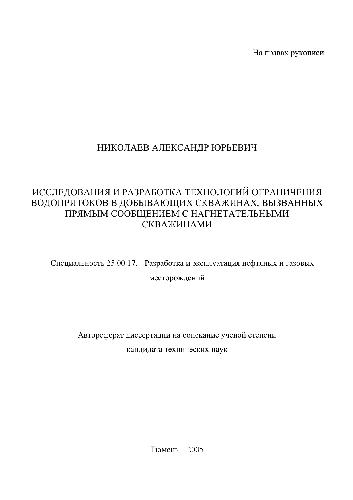 На правах рукописи
НИКОЛАЕВ АЛЕКСАНДР ЮРЬЕВИЧ
ИССЛЕДОВАНИЯ И РАЗРАБОТКА ТЕХНОЛОГИЙ ОГРАНИЧЕНИЯ
ВОДОПРИТОКОВ В ДОБЫВАЮЩИХ СКВАЖИНАХ, ВЫЗВАННЫХ
ПРЯМЫМ СООБЩЕНИЕМ С НАГНЕТАТЕЛЬНЫМИ
СКВАЖИНАМИ
Специальность 25.00.17. - Разработка и эксплуатация нефтяных и газовых
месторождений
Автореферат диссертации на соискание ученой степени
кандидата технических наук
Тюмень - 2005